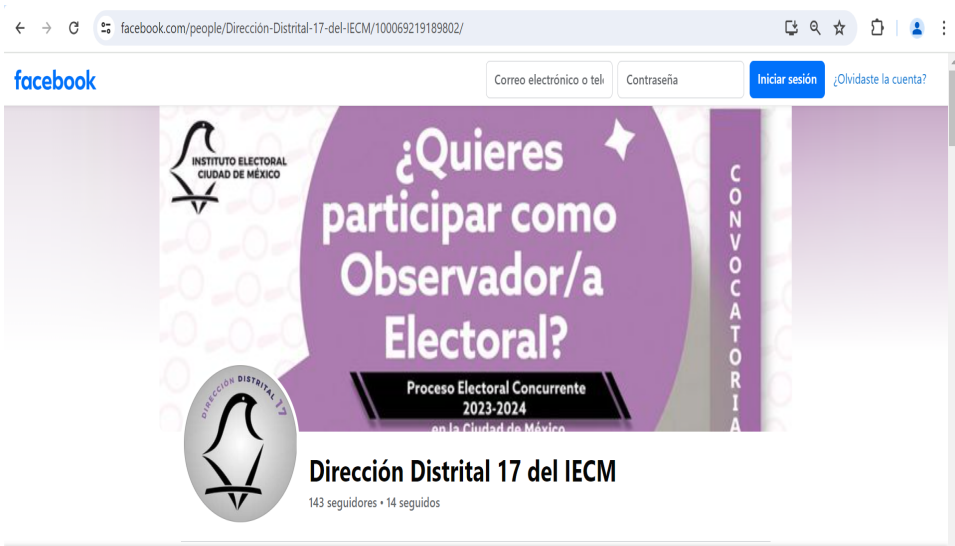 facebook.com/people/Dirección-Distrital-17-del-IECM/100069219189802/
facebook
Correo electrónico o telé
Contraseña
Iniciar sesión
¿Olvidaste la cuenta?
INSTITUTO ELECTORAL
CIUDAD DE MÉXICO
¿Quieres
participar como
Observador/a
Electoral?
Proceso Electoral Concurrente
2023-2024
en la Ciudad de México
CONVOCATORIA
DIRECCIÓN DISTRITAL 17
Dirección Distrital 17 del IECM
143 seguidores • 14 seguidos